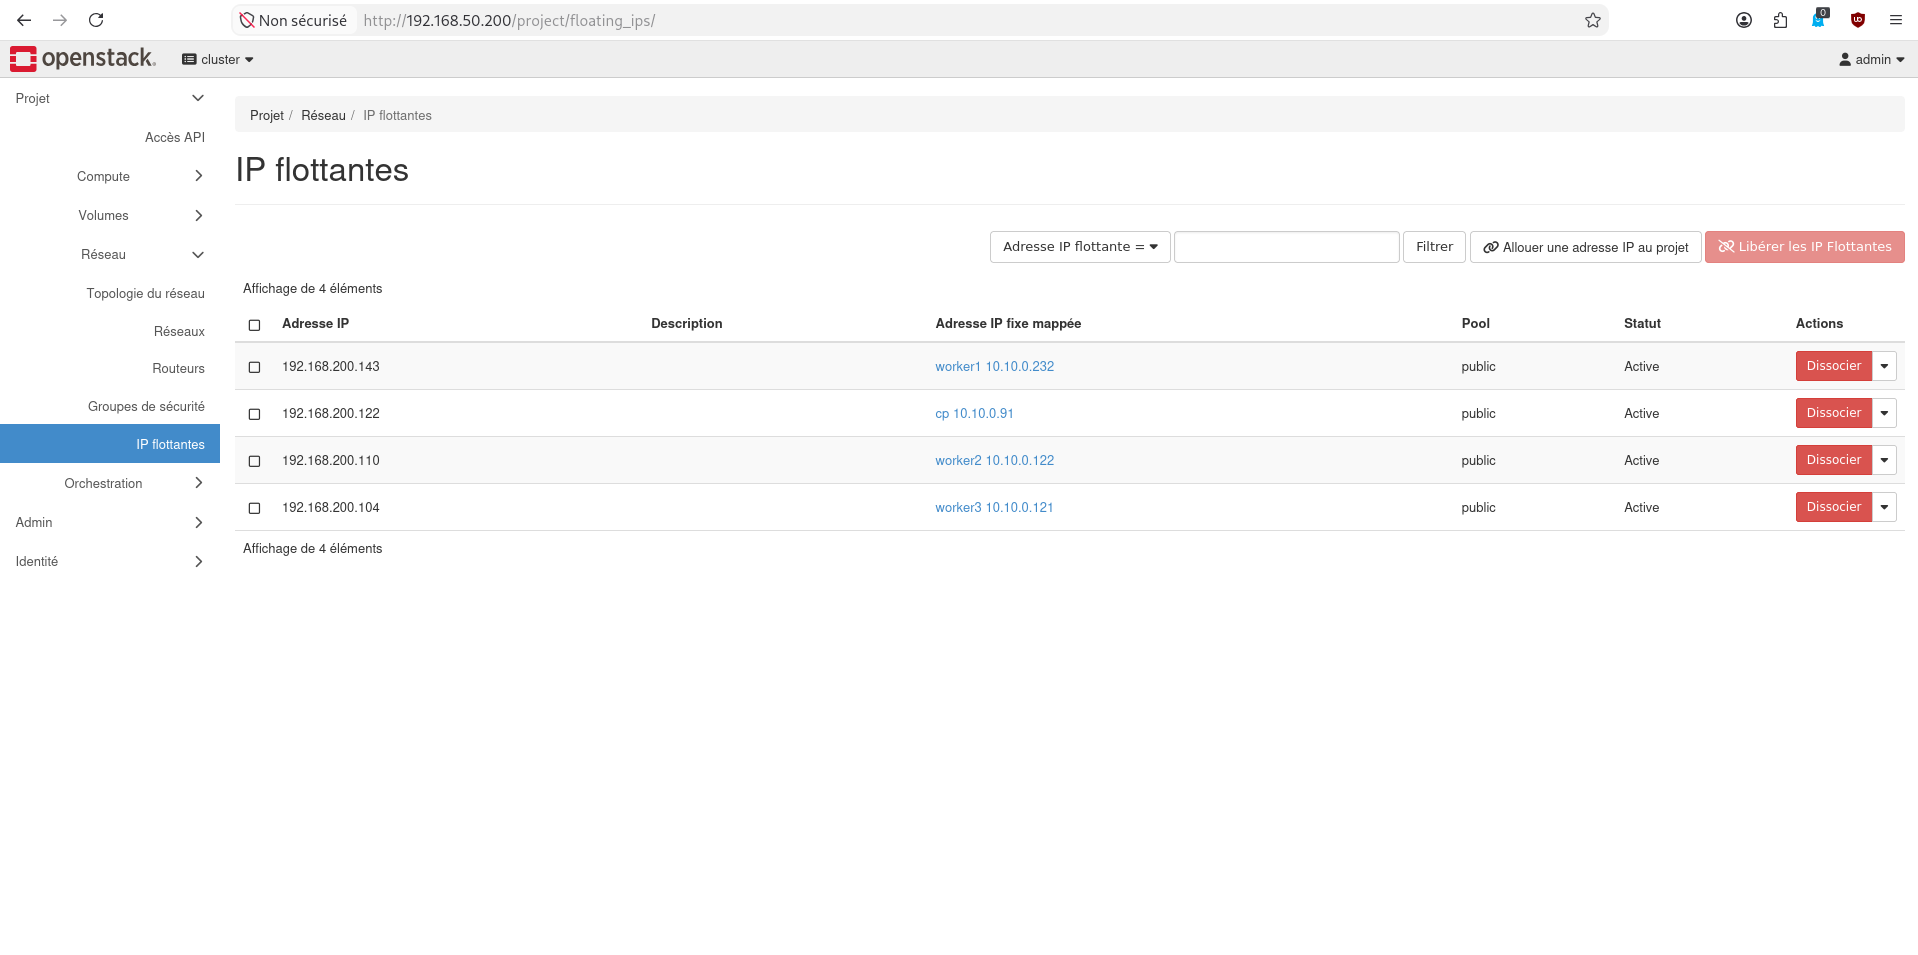 Non sécurisé http://192.168.50.200/project/floating_ips/ 0
openstack. cluster admin
Projet
Accès API
Compute
Volumes
Réseau
Topologie du réseau
Réseaux
Routeurs
Groupes de sécurité
IP flottantes
Orchestration
Admin
Identité
Projet / Réseau / IP flottantes
IP flottantes
Adresse IP flottante = Filtrer Allouer une adresse IP au projet Libérer les IP Flottantes
Affichage de 4 éléments
Adresse IP Description Adresse IP fixe mappée Pool Statut Actions
192.168.200.143 worker1 10.10.0.232 public Active Dissocier
192.168.200.122 cp 10.10.0.91 public Active Dissocier
192.168.200.110 worker2 10.10.0.122 public Active Dissocier
192.168.200.104 worker3 10.10.0.121 public Active Dissocier
Affichage de 4 éléments